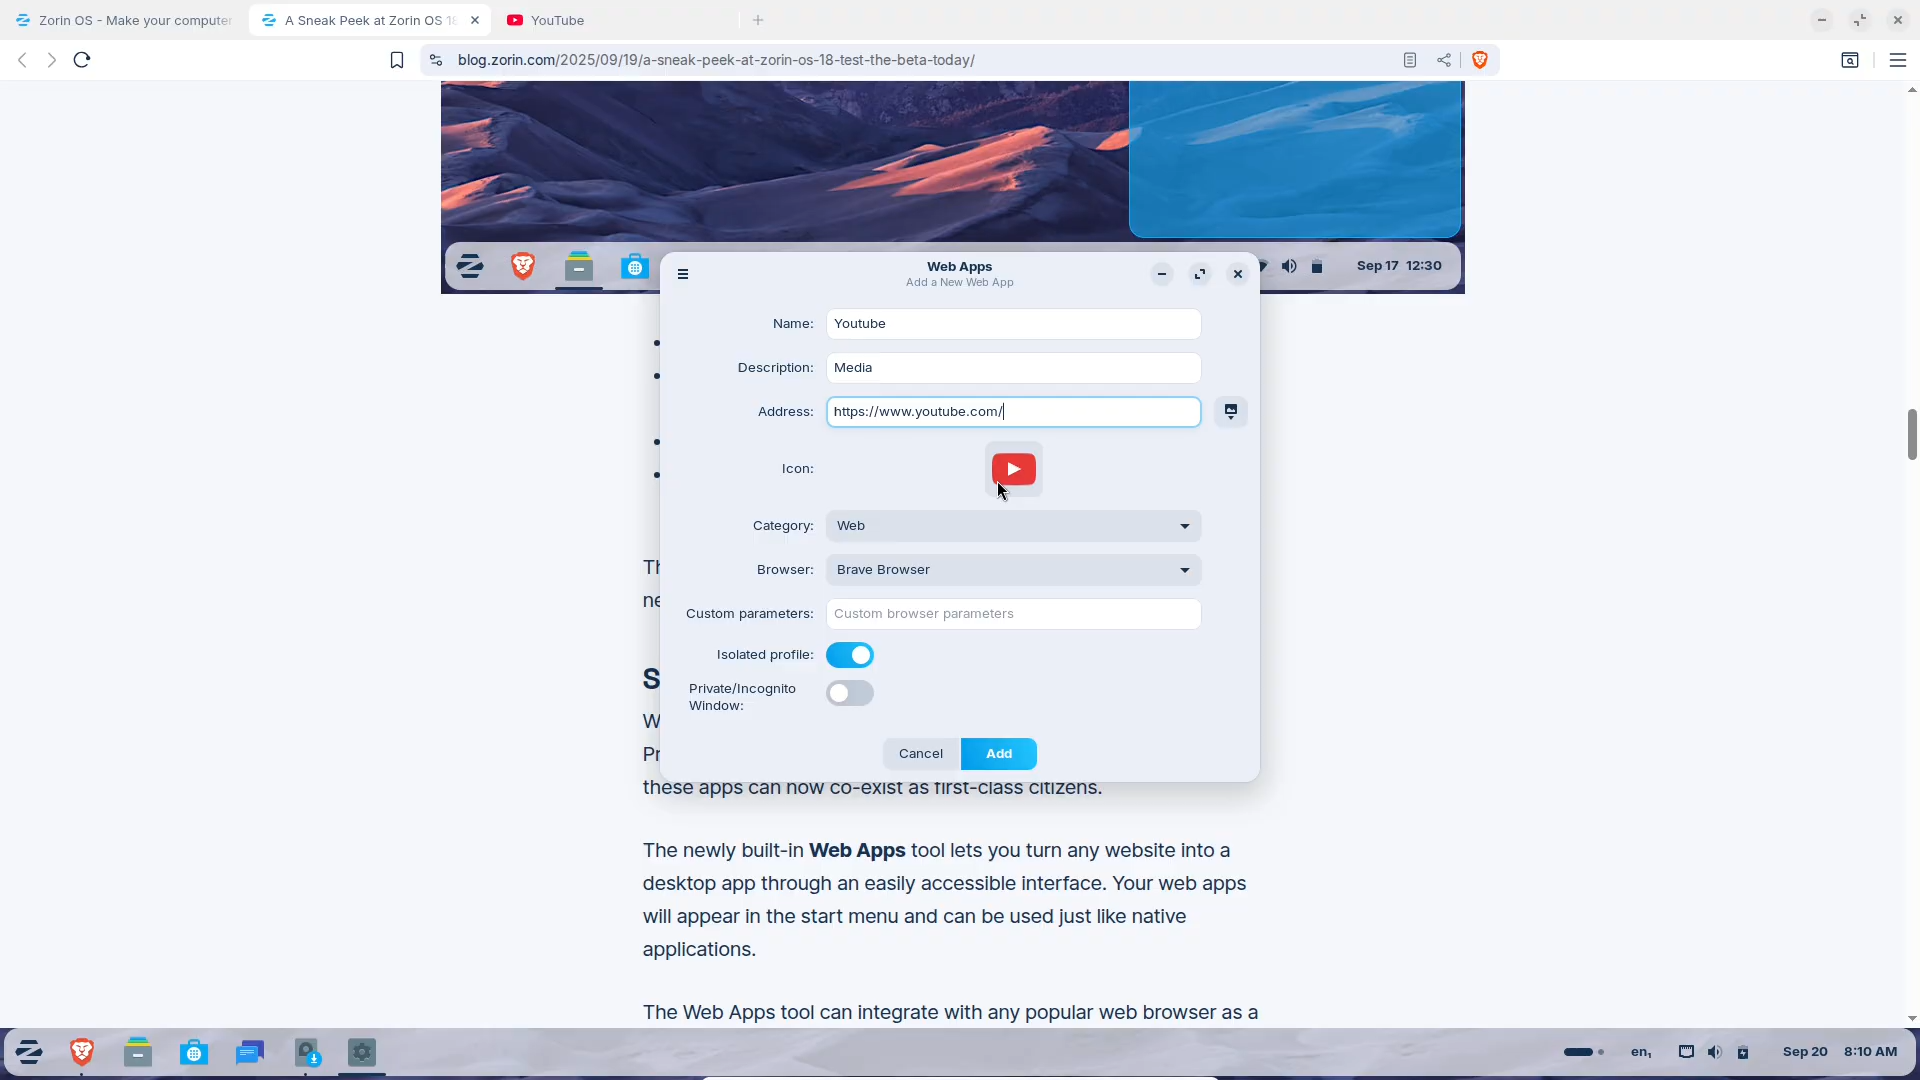 Zorin OS - Make your computer
A Sneak Peek at Zorin OS 18
YouTube
blog.zorin.com/2025/09/19/a-sneak-peek-at-zorin-os-18-test-the-beta-today/
Sep 17 12:30
Web Apps
Add a New Web App
Name: Youtube
Description: Media
Address: https://www.youtube.com/
Icon:
Category: Web
Browser: Brave Browser
Custom parameters: Custom browser parameters
Isolated profile:
Private/Incognito
Window:
Cancel Add
Th
ne
S
W
Pr
these apps can now co-exist as first-class citizens.
The newly built-in Web Apps tool lets you turn any website into a
desktop app through an easily accessible interface. Your web apps
will appear in the start menu and can be used just like native
applications.
The Web Apps tool can integrate with any popular web browser as a
en₁ Sep 20 8:10 AM